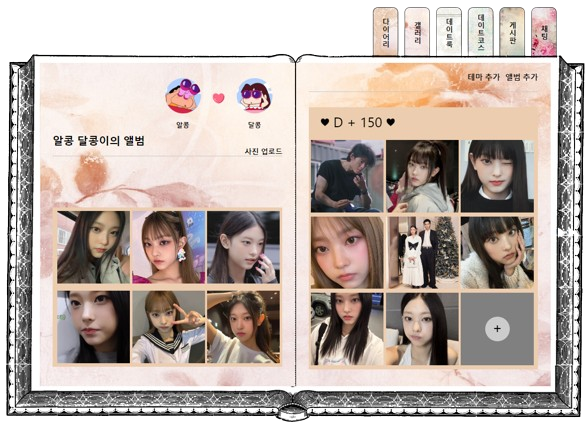 다이어리
갤러리
데이트룩
데이트코스
게시판
채팅
알콩
달콩
알콩 달콩이의 앨범
사진 업로드
테마 추가 앨범 추가
♥ D + 150 ♥
+